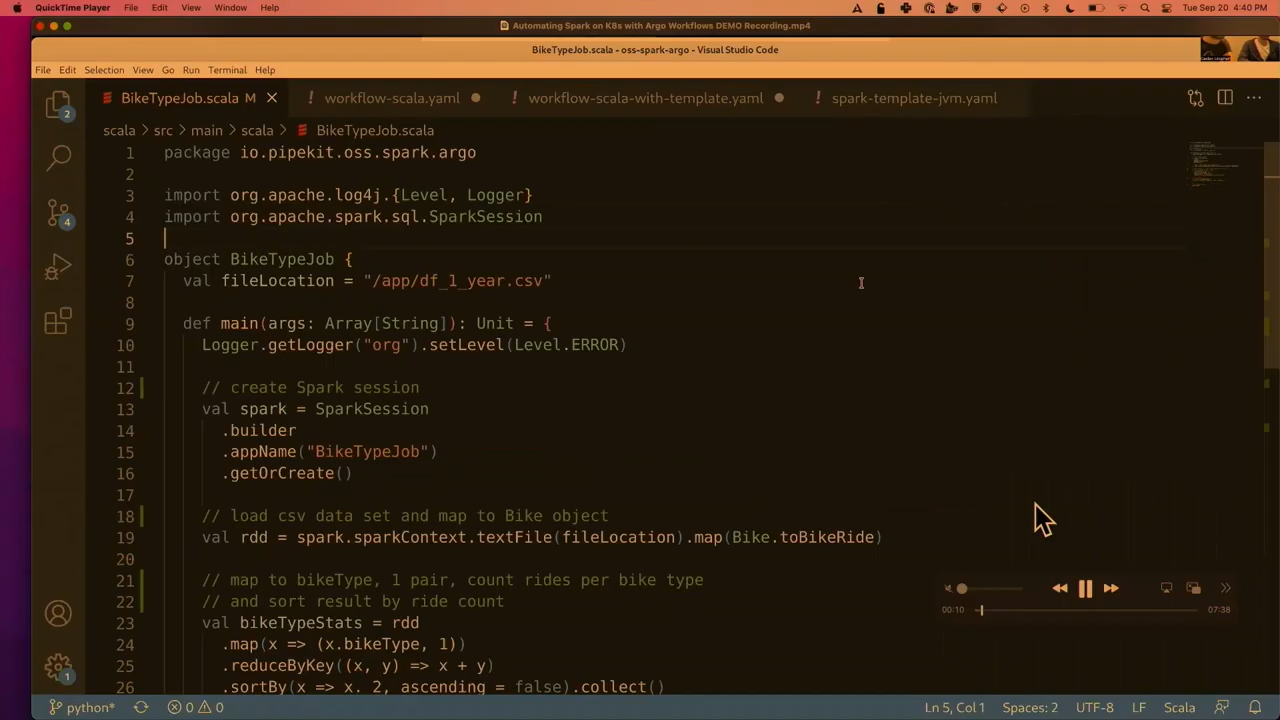 QuickTime Player File Edit View Window Help Tue Sep 20 4:40 PM
Automating Spark on K8s with Argo Workflows DEMO Recording.mp4
BikeTypeJob.scala - oss-spark-argo - Visual Studio Code
File Edit Selection View Go Run Terminal Help
BikeTypeJob.scala M workflow-scala.yaml workflow-scala-with-template.yaml spark-template-jvm.yaml
scala > src > main > scala > BikeTypeJob.scala
1 package io.pipekit.oss.spark.argo
2
3 import org.apache.log4j.{Level, Logger}
4 import org.apache.spark.sql.SparkSession
5
6 object BikeTypeJob {
7 val fileLocation = "/app/df_1_year.csv"
8
9 def main(args: Array[String]): Unit = {
10 Logger.getLogger("org").setLevel(Level.ERROR)
11
12 // create Spark session
13 val spark = SparkSession
14 .builder
15 .appName("BikeTypeJob")
16 .getOrCreate()
17
18 // load csv data set and map to Bike object
19 val rdd = spark.sparkContext.textFile(fileLocation).map(Bike.toBikeRide)
20
21 // map to bikeType, 1 pair, count rides per bike type
22 // and sort result by ride count
23 val bikeTypeStats = rdd
24 .map(x => (x.bikeType, 1))
25 .reduceByKey((x, y) => x + y)
26 .sortBy(x => x. 2, ascending = false).collect()
2
4
1
00:10 07:38
python* 0 0 Ln 5, Col 1 Spaces: 2 UTF-8 LF Scala